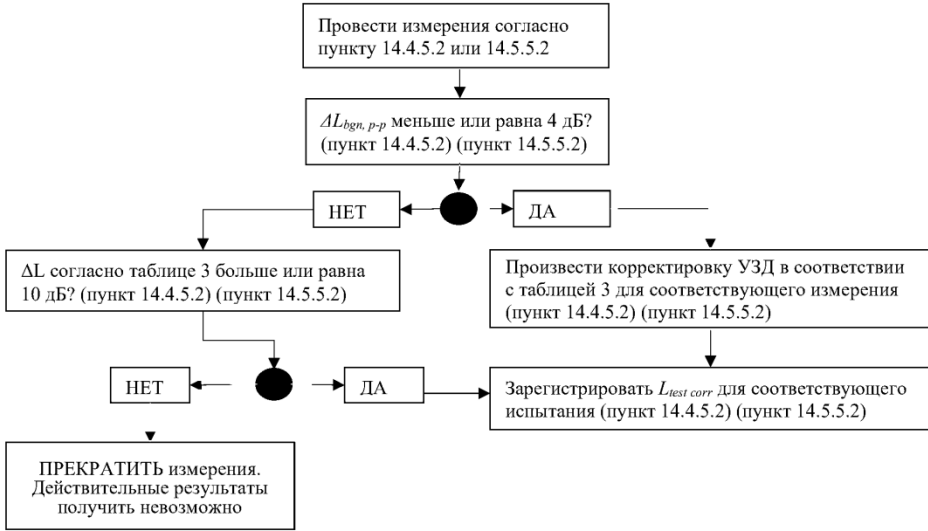 Провести измерения согласно
пункту 14.4.5.2 или 14.5.5.2
ΔLbgn, p-p меньше или равна 4 дБ?
(пункт 14.4.5.2) (пункт 14.5.5.2)
НЕТ
ДА
ΔL согласно таблице 3 больше или равна
10 дБ? (пункт 14.4.5.2) (пункт 14.5.5.2)
Произвести корректировку УЗД в соответствии
с таблицей 3 для соответствующего измерения
(пункт 14.4.5.2) (пункт 14.5.5.2)
НЕТ
ДА
Зарегистрировать Ltest corr для соответствующего
испытания (пункт 14.4.5.2) (пункт 14.5.5.2)
ПРЕКРАТИТЬ измерения.
Действительные результаты
получить невозможно